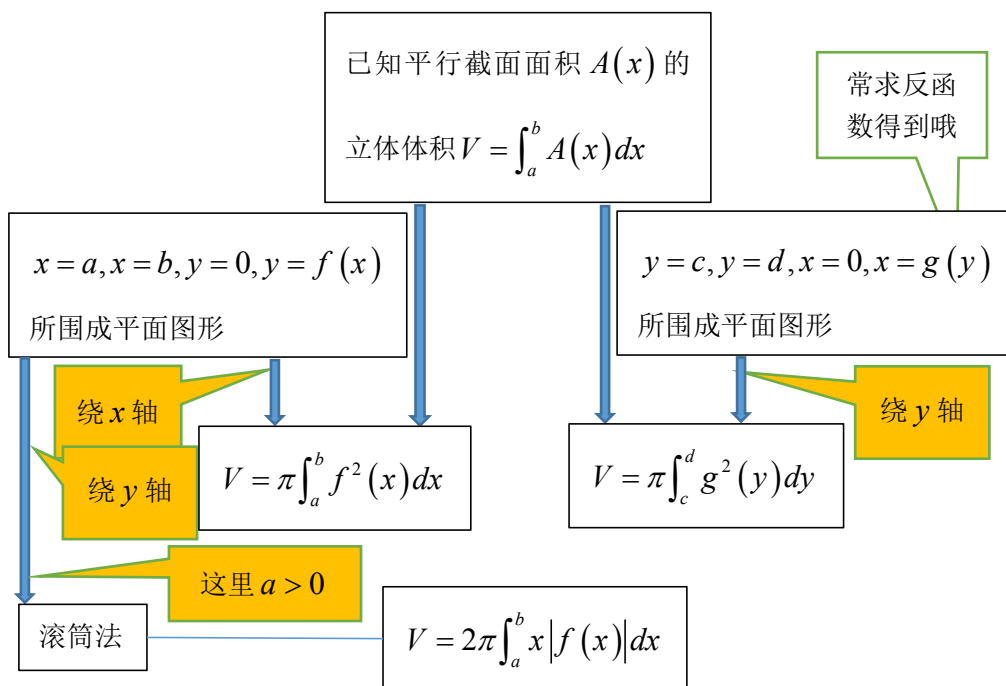 已知平行截面面积 A(x) 的
立体体积 V = ∫_a^b A(x)dx
常求反函
数得到哦
x = a, x = b, y = 0, y = f(x)
所围成平面图形
y = c, y = d, x = 0, x = g(y)
所围成平面图形
绕 x 轴
绕 y 轴
绕 y 轴
V = π∫_a^b f²(x)dx
V = π∫_c^d g²(y)dy
这里 a > 0
滚筒法
V = 2π∫_a^b x|f(x)|dx